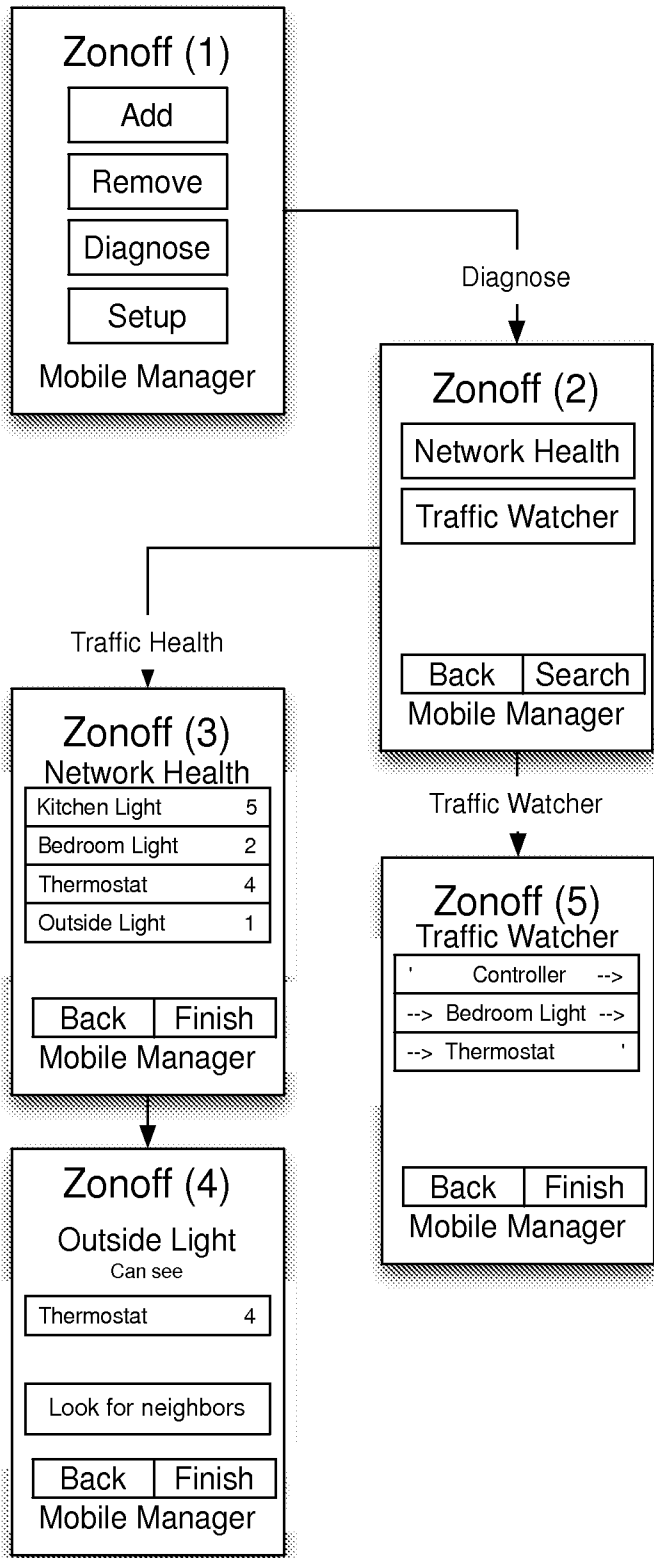 Zonoff (1)
Add
Remove
Diagnose
Setup
Mobile Manager
Diagnose
Zonoff (2)
Network Health
Traffic Watcher
Back Search
Mobile Manager
Traffic Health
Zonoff (3)
Network Health
Kitchen Light 5
Bedroom Light 2
Thermostat 4
Outside Light 1
Back Finish
Mobile Manager
Traffic Watcher
Zonoff (5)
Traffic Watcher
' Controller -->
--> Bedroom Light -->
--> Thermostat '
Back Finish
Mobile Manager
Zonoff (4)
Outside Light
Can see
Thermostat 4
Look for neighbors
Back Finish
Mobile Manager